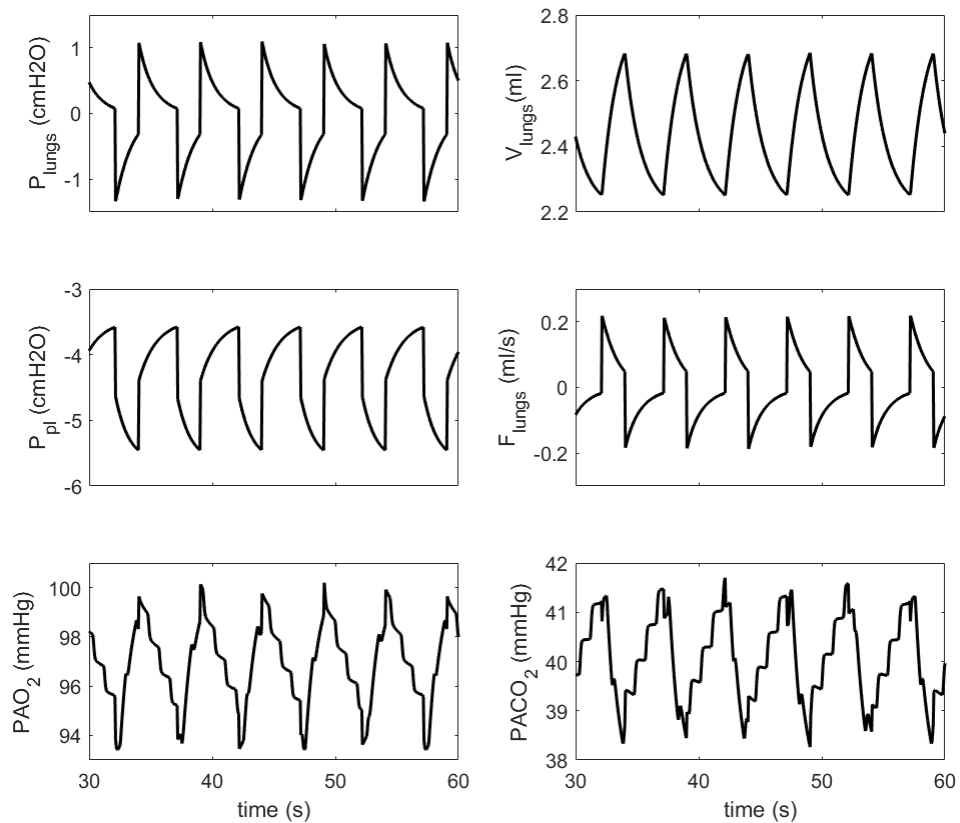 P_lungs (cmH2O)
1
0
-1
V_lungs(ml)
2.8
2.6
2.4
2.2
P_pl (cmH2O)
-3
-4
-5
-6
F_lungs (ml/s)
0.2
0
-0.2
PAO_2 (mmHg)
100
98
96
94
30 40 50 60
time (s)
PACO_2 (mmHg)
42
41
40
39
38
30 40 50 60
time (s)